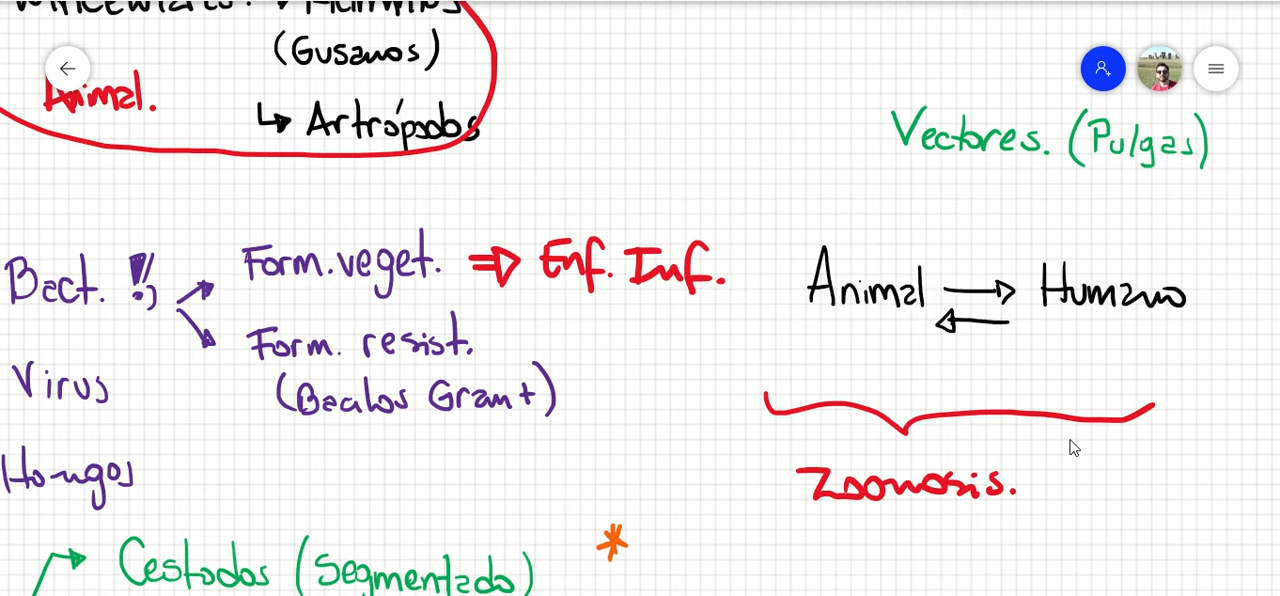 (Gusanos)
Animal.
↳ Artrópodos
Vectores. (Pulgas)
Bact. !!
Form. veget. ⇒ Enf. Inf.
Form. resist.
(Bacilos Gram +)
Animal → Humano
←
Virus
Hongos
Zoonosis.
→ Cestodos (Segmentado) *